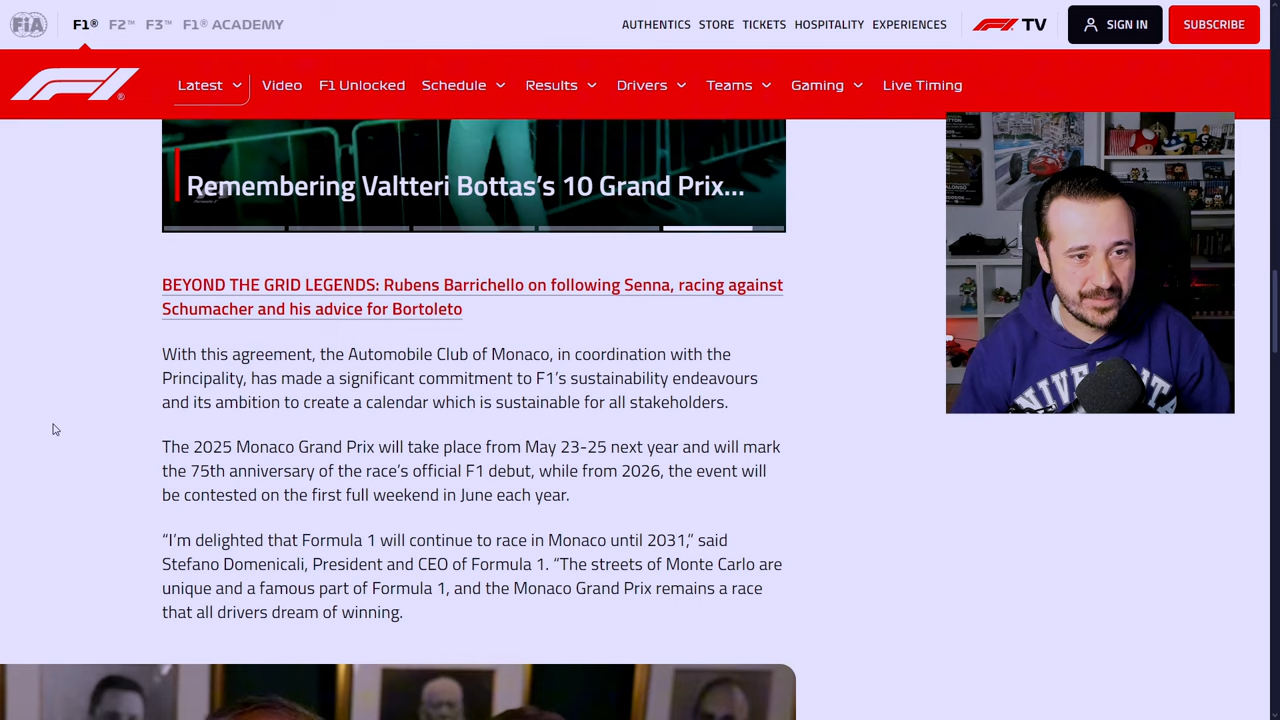 FiA
F1®
F2™
F3™
F1® ACADEMY
AUTHENTICS
STORE
TICKETS
HOSPITALITY
EXPERIENCES
F1 TV
SIGN IN
SUBSCRIBE
Latest
Video
F1 Unlocked
Schedule
Results
Drivers
Teams
Gaming
Live Timing
Remembering Valtteri Bottas’s 10 Grand Prix...
BEYOND THE GRID LEGENDS: Rubens Barrichello on following Senna, racing against
Schumacher and his advice for Bortoleto
With this agreement, the Automobile Club of Monaco, in coordination with the
Principality, has made a significant commitment to F1’s sustainability endeavours
and its ambition to create a calendar which is sustainable for all stakeholders.
The 2025 Monaco Grand Prix will take place from May 23-25 next year and will mark
the 75th anniversary of the race’s official F1 debut, while from 2026, the event will
be contested on the first full weekend in June each year.
“I’m delighted that Formula 1 will continue to race in Monaco until 2031,” said
Stefano Domenicali, President and CEO of Formula 1. “The streets of Monte Carlo are
unique and a famous part of Formula 1, and the Monaco Grand Prix remains a race
that all drivers dream of winning.